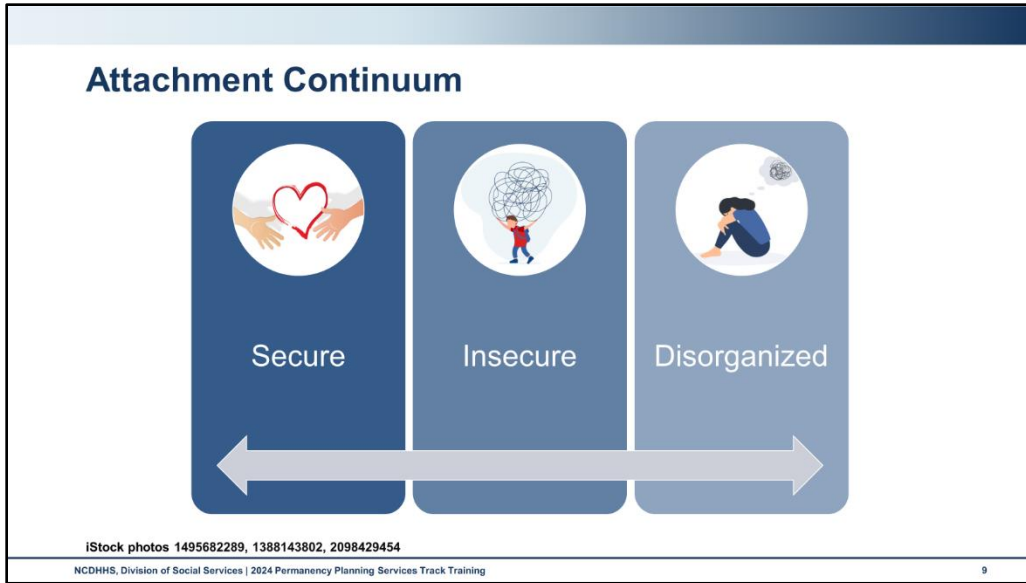 Attachment Continuum
Secure
Insecure
Disorganized
iStock photos 1495682289, 1388143802, 2098429454
NCDHHS, Division of Social Services | 2024 Permanency Planning Services Track Training
9